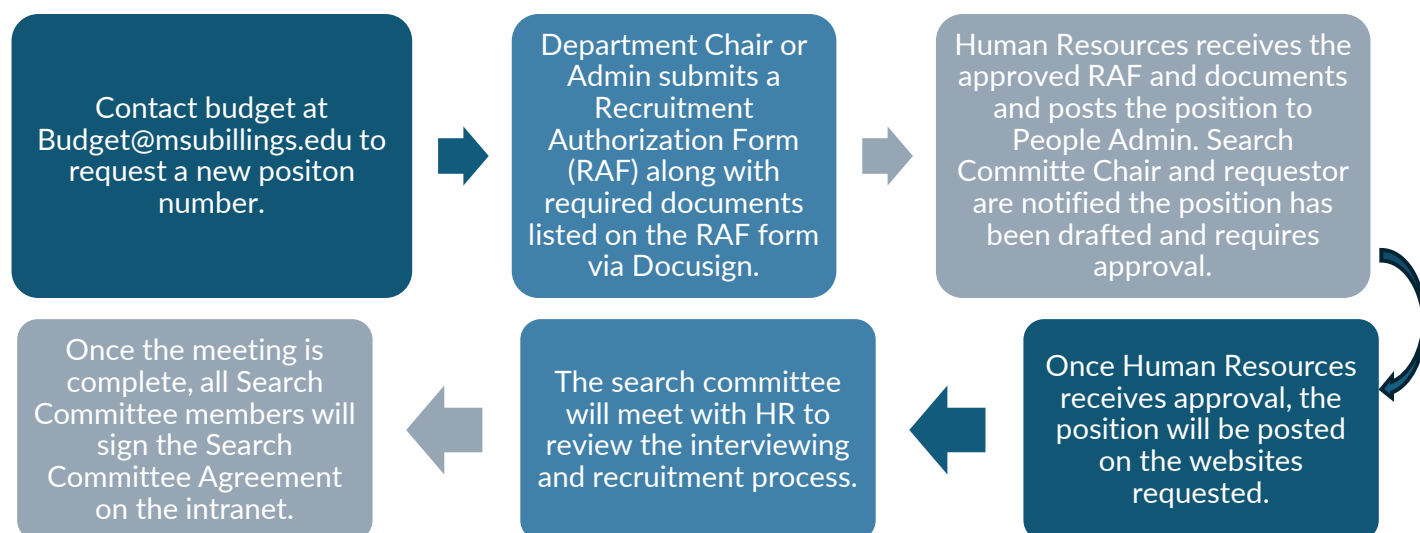 Contact budget at
Budget@msubillings.edu to
request a new positon
number.
Department Chair or
Admin submits a
Recruitment
Authorization Form
(RAF) along with
required documents
listed on the RAF form
via Docusign.
Human Resources receives the
approved RAF and documents
and posts the position to
People Admin. Search
Committe Chair and requestor
are notified the position has
been drafted and requires
approval.
Once Human Resources
receives approval, the
position will be posted
on the websites
requested.
The search committee
will meet with HR to
review the interviewing
and recruitment process.
Once the meeting is
complete, all Search
Committee members will
sign the Search
Committee Agreement
on the intranet.